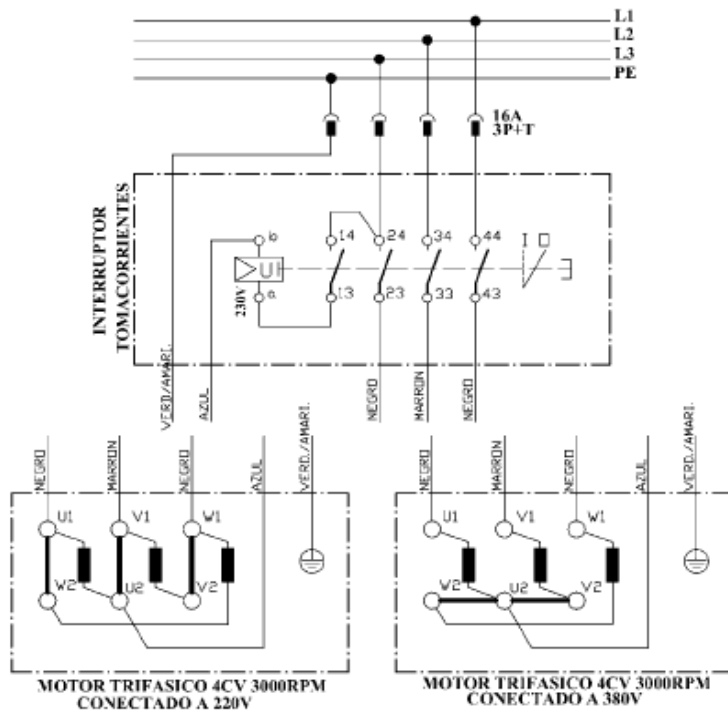 L1
L2
L3
PE
16A
3P+T
INTERRUPTOR
TOMACORRIENTES
b 14 24 34 44 I O
U<
230V
a 13 23 33 43
VERD/AMARI.
AZUL
NEGRO
MARRON
NEGRO
NEGRO
MARRON
NEGRO
AZUL
VERD./AMARI.
U1 V1 W1
W2 U2 V2
MOTOR TRIFASICO 4CV 3000RPM
CONECTADO A 220V
NEGRO
MARRON
NEGRO
AZUL
VERD./AMARI.
U1 V1 W1
W2 U2 V2
MOTOR TRIFASICO 4CV 3000RPM
CONECTADO A 380V